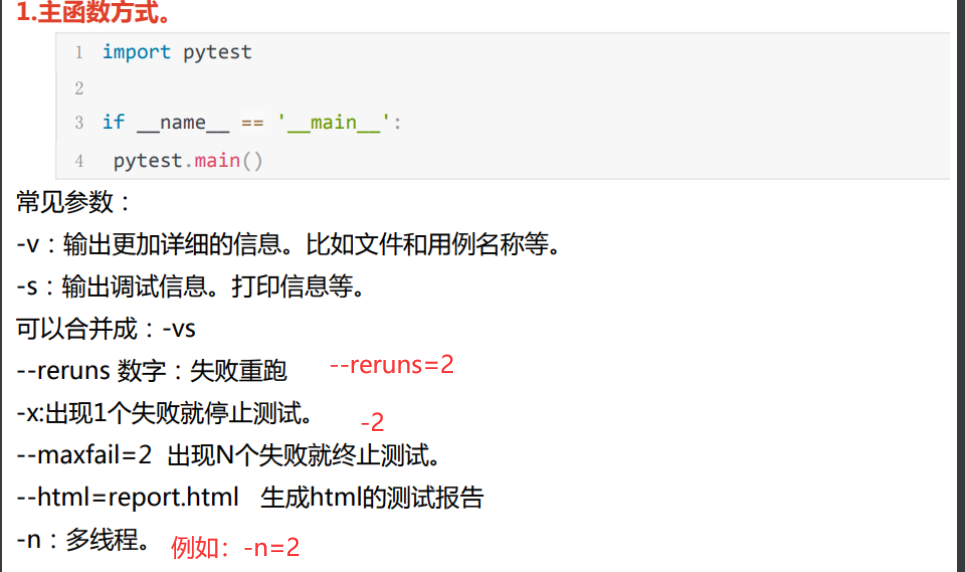 1.主函数方式。
1 import pytest
2
3 if __name__ == '__main__':
4 pytest.main()
常见参数：
-v：输出更加详细的信息。比如文件和用例名称等。
-s：输出调试信息。打印信息等。
可以合并成：-vs
--reruns 数字：失败重跑 --reruns=2
-x:出现1个失败就停止测试。 -2
--maxfail=2 出现N个失败就终止测试。
--html=report.html 生成html的测试报告
-n：多线程。 例如：-n=2